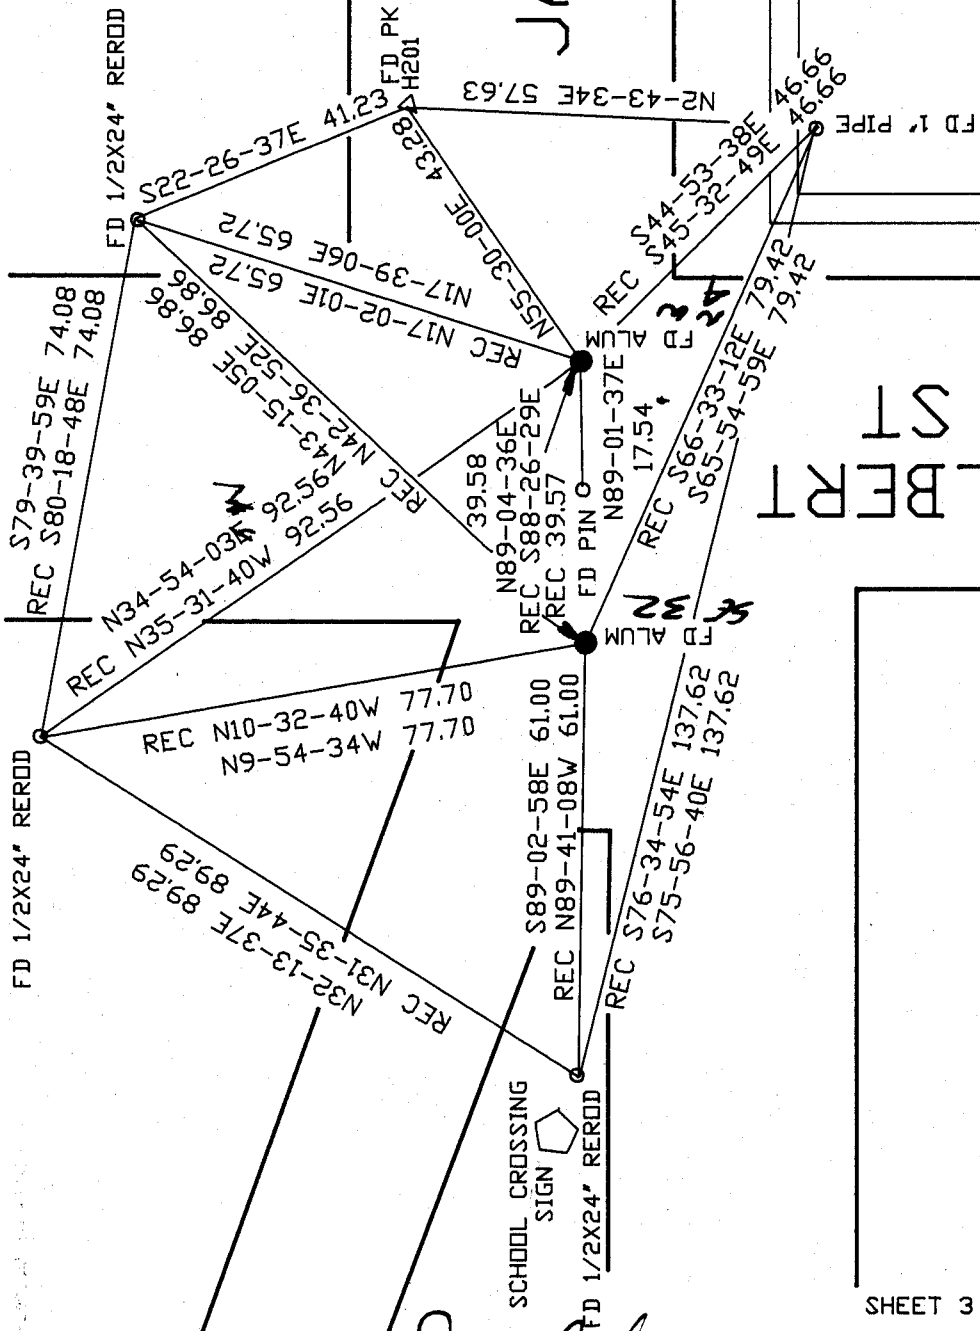 FD 1/2X24" REROD
FD PK
H201
S22-26-37E 41.23
N2-43-34E 57.63
S44-53-38E 46.66
REC S45-32-49E 46.66
FD 1" PIPE
N55-30-00E 43.28
N17-39-06E 65.72
REC N17-02-01E 65.72
N43-15-05E 86.86
REC N42-36-52E 86.86
S79-39-59E 74.08
REC S80-18-48E 74.08
N34-54-03 92.56
REC N35-31-40W 92.56
39.58
N89-04-36E
REC S88-26-29E
REC 39.57
FD PIN
N89-01-37E
17.54
FD ALUM
REC S66-33-12E 79.42
S65-54-59E 79.42
LBERT
ST
FD ALUM
SE 32
REC N10-32-40W 77.70
N9-54-34W 77.70
FD 1/2X24" REROD
S89-02-58E 61.00
REC N89-41-08W 61.00
REC S76-34-54E 137.62
S75-56-40E 137.62
REC N31-35-44E 89.29
N32-13-37E 89.29
SCHOOL CROSSING
SIGN
FD 1/2X24" REROD
SHEET 3